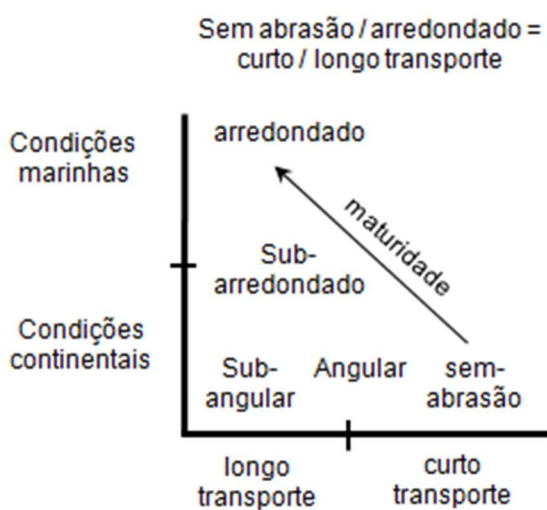 Sem abrasão / arredondado =
curto / longo transporte
Condições
marinhas
arredondado
maturidade
Sub-
arredondado
Condições
continentais
Sub-
angular
Angular
sem-
abrasão
longo
transporte
curto
transporte